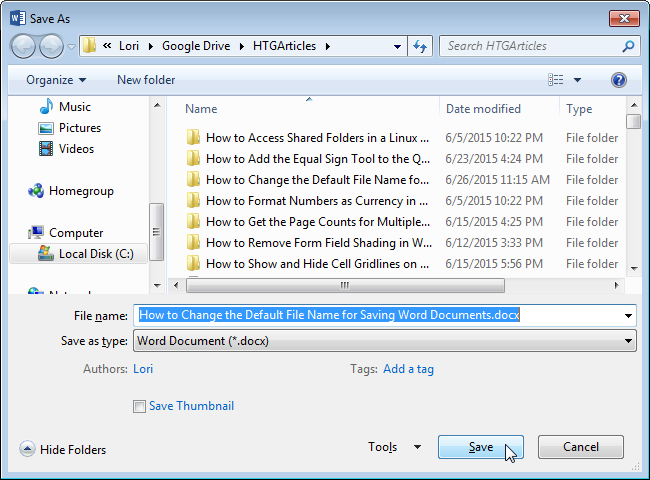 Save As
« Lori Google Drive HTGArticles Search HTGArticles
Organize New folder
Music
Pictures
Videos
Homegroup
Computer
Local Disk (C:)
Name Date modified Type
How to Access Shared Folders in a Linux ... 6/5/2015 10:22 PM File folder
How to Add the Equal Sign Tool to the Q... 6/23/2015 4:24 PM File folder
How to Change the Default File Name fo... 6/26/2015 11:15 AM File folder
How to Format Numbers as Currency in ... 6/5/2015 10:22 PM File folder
How to Get the Page Counts for Multiple... 6/15/2015 4:25 PM File folder
How to Remove Form Field Shading in W... 6/12/2015 3:33 PM File folder
How to Show and Hide Cell Gridlines on ... 6/15/2015 5:56 PM File folder
File name: How to Change the Default File Name for Saving Word Documents.docx
Save as type: Word Document (*.docx)
Authors: Lori Tags: Add a tag
Save Thumbnail
Hide Folders Tools Save Cancel